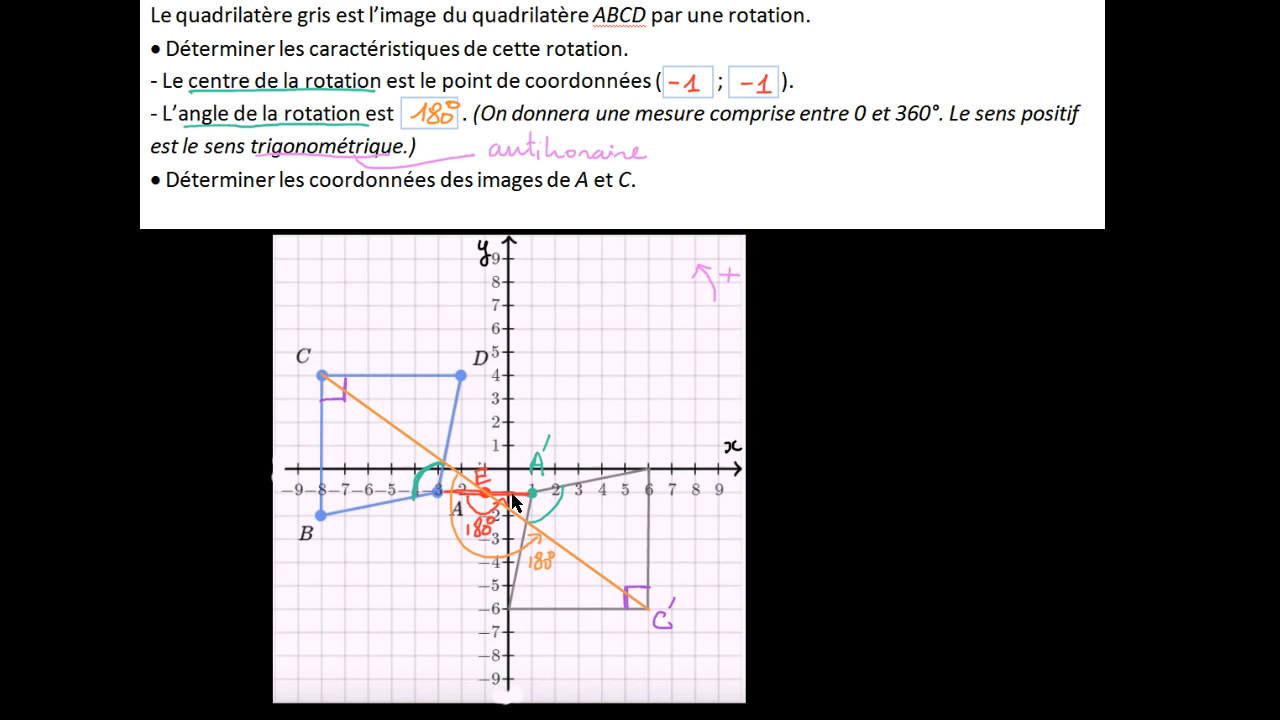 Le quadrilatère gris est l’image du quadrilatère ABCD par une rotation.
• Déterminer les caractéristiques de cette rotation.
- Le centre de la rotation est le point de coordonnées ( -1 ; -1 ).
- L’angle de la rotation est 180° . (On donnera une mesure comprise entre 0 et 360°. Le sens positif
est le sens trigonométrique.) antihoraire
• Déterminer les coordonnées des images de A et C.
y 9
+
8
7
6
C D 5
4
3
2
1 A' x
E
-9 -8 -7 -6 -5 -4 2 2 3 4 5 6 7 8 9
A 2
B 180° -3
-4 180°
-5
-6
C'
-7
-8
-9